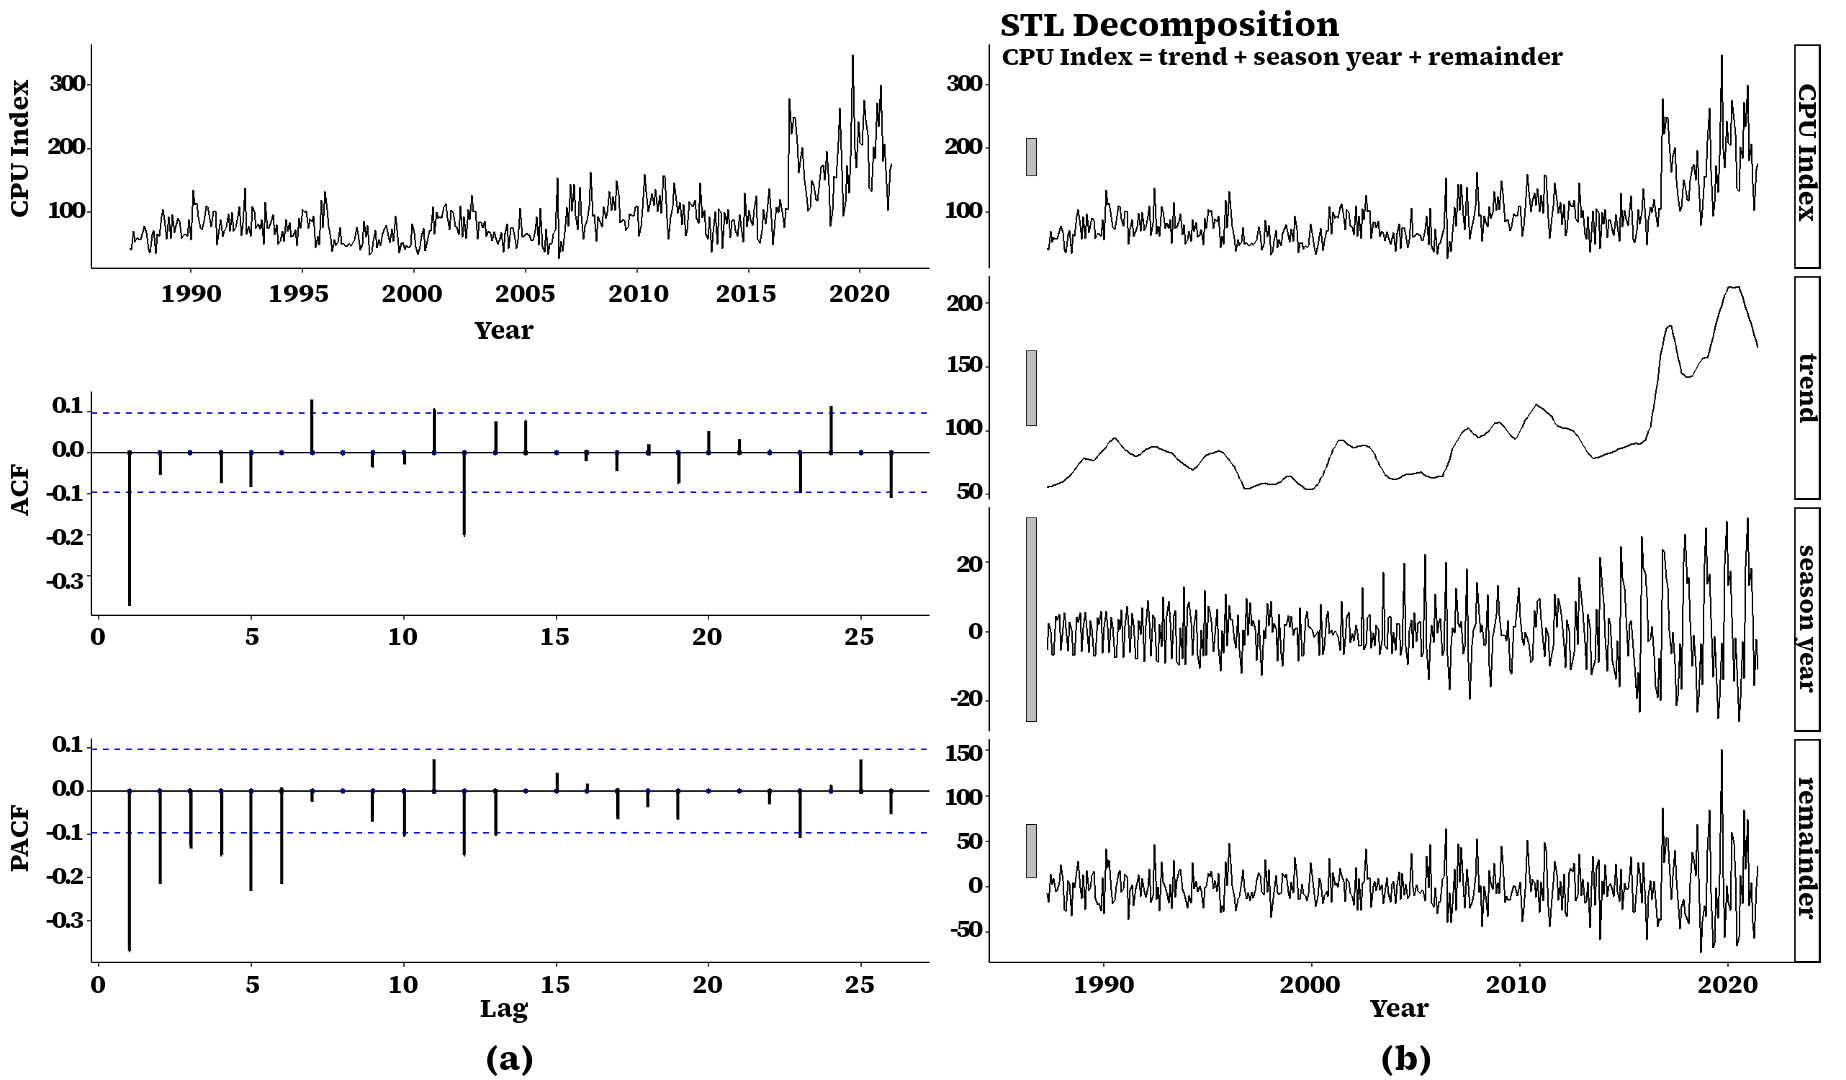 300
200
100
CPU Index
1990 1995 2000 2005 2010 2015 2020
Year
0.1
0.0
-0.1
-0.2
-0.3
ACF
0 5 10 15 20 25
0.1
0.0
-0.1
-0.2
-0.3
PACF
0 5 10 15 20 25
Lag
(a)
STL Decomposition
CPU Index = trend + season year + remainder
300
200
100
CPU Index
200
150
100
50
trend
20
0
-20
season year
150
100
50
0
-50
remainder
1990 2000 2010 2020
Year
(b)